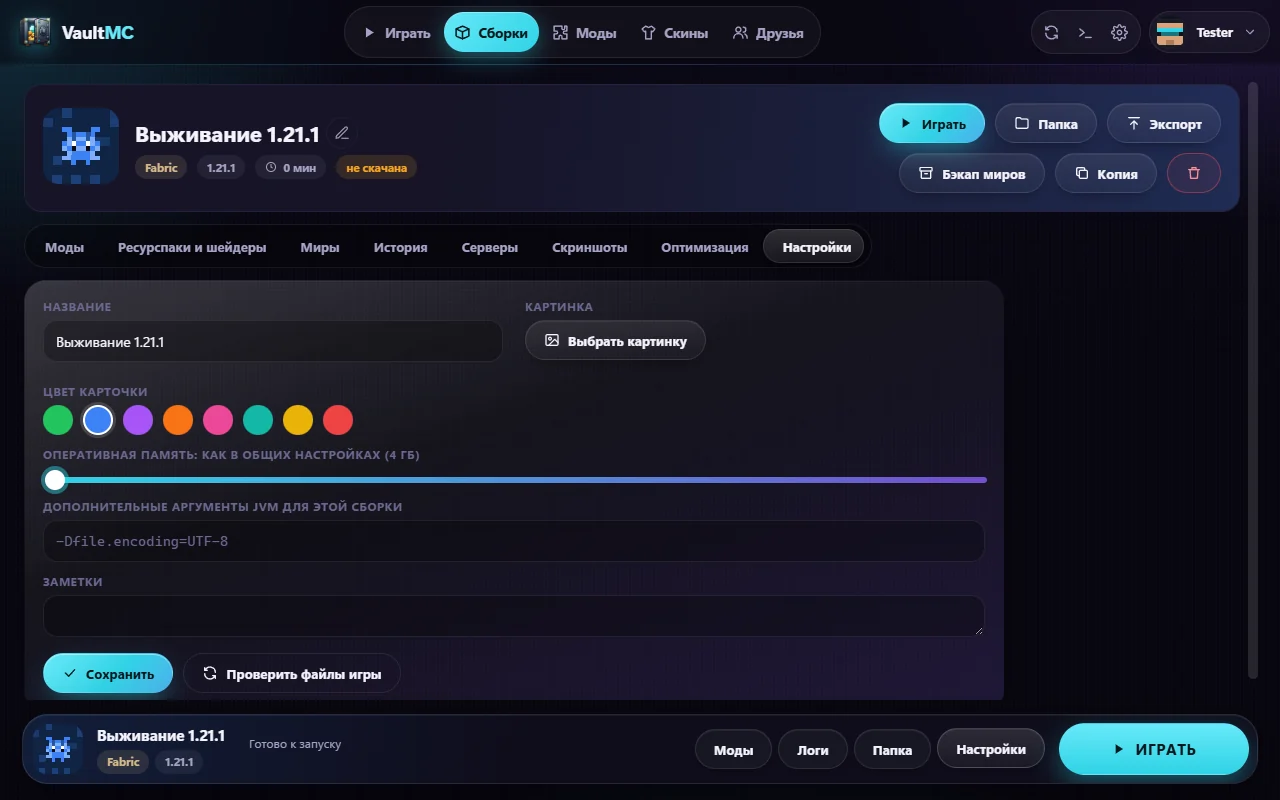 VaultMC
Играть
Сборки
Моды
Скины
Друзья
Tester
Выживание 1.21.1
Fabric
1.21.1
0 мин
не скачана
Играть
Папка
Экспорт
Бэкап миров
Копия
Моды
Ресурспаки и шейдеры
Миры
История
Серверы
Скриншоты
Оптимизация
Настройки
НАЗВАНИЕ
КАРТИНКА
Выживание 1.21.1
Выбрать картинку
ЦВЕТ КАРТОЧКИ
ОПЕРАТИВНАЯ ПАМЯТЬ: КАК В ОБЩИХ НАСТРОЙКАХ (4 ГБ)
ДОПОЛНИТЕЛЬНЫЕ АРГУМЕНТЫ JVM ДЛЯ ЭТОЙ СБОРКИ
-Dfile.encoding=UTF-8
ЗАМЕТКИ
Сохранить
Проверить файлы игры
Выживание 1.21.1
Fabric
1.21.1
Готово к запуску
Моды
Логи
Папка
Настройки
ИГРАТЬ